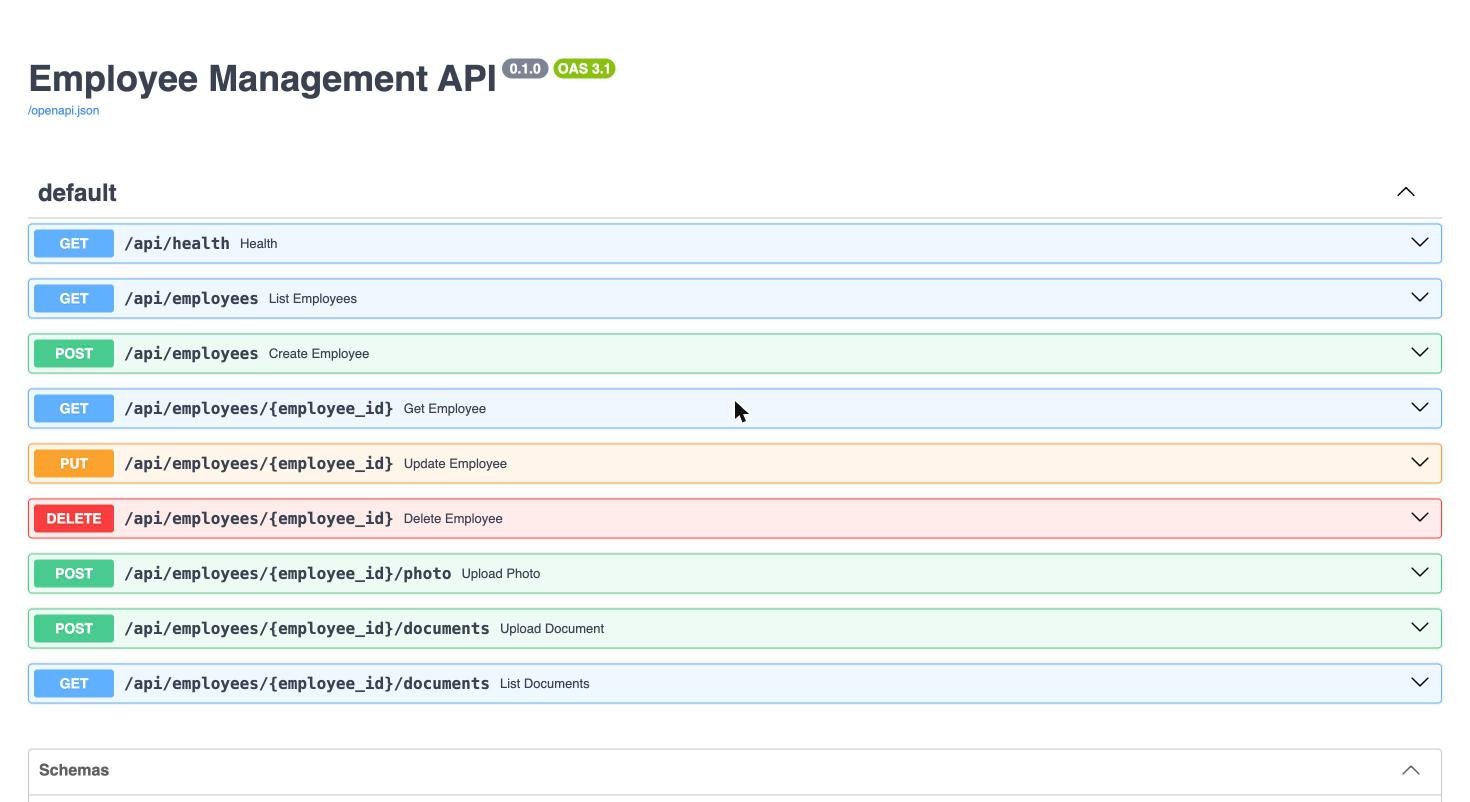 Employee Management API 0.1.0 OAS 3.1
/openapi.json
default
GET /api/health Health
GET /api/employees List Employees
POST /api/employees Create Employee
GET /api/employees/{employee_id} Get Employee
PUT /api/employees/{employee_id} Update Employee
DELETE /api/employees/{employee_id} Delete Employee
POST /api/employees/{employee_id}/photo Upload Photo
POST /api/employees/{employee_id}/documents Upload Document
GET /api/employees/{employee_id}/documents List Documents
Schemas